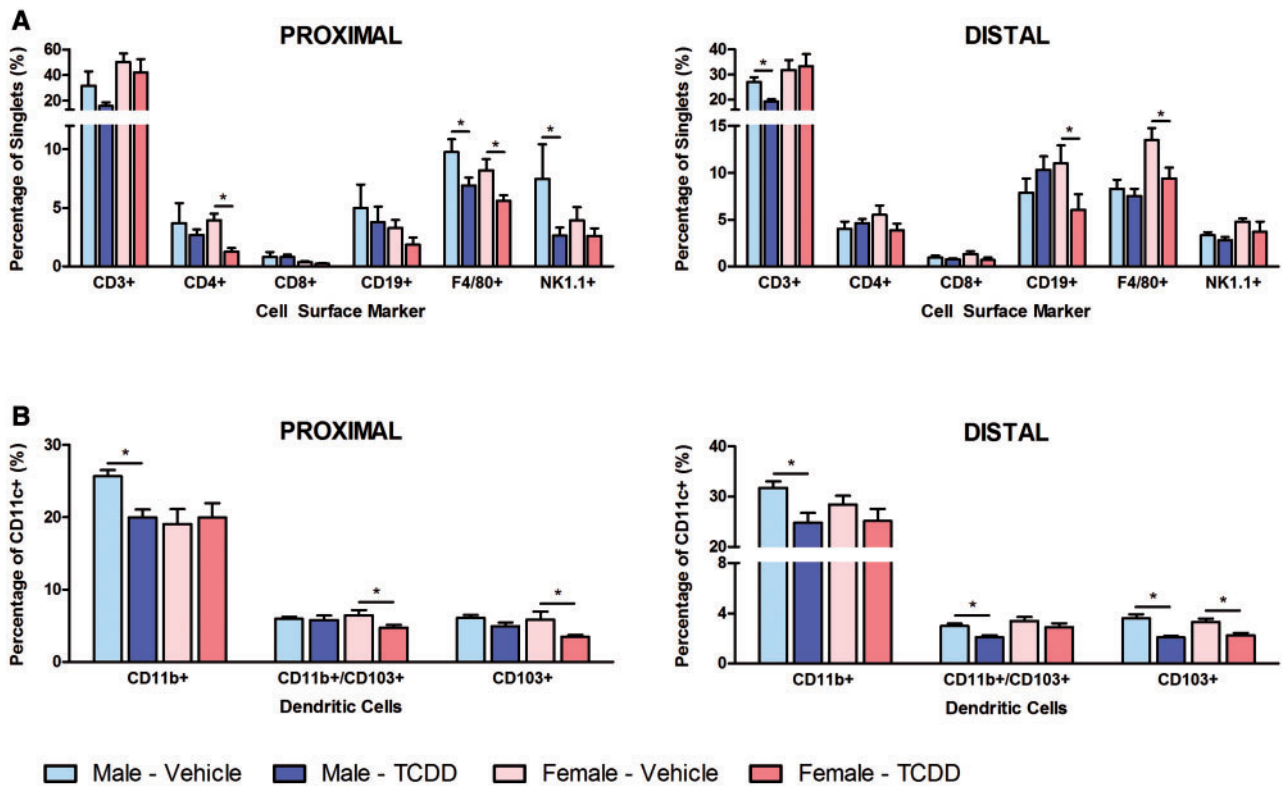 A
PROXIMAL
Percentage of Singlets (%)
60
40
20
10
5
0
* * * *
CD3+ CD4+ CD8+ CD19+ F4/80+ NK1.1+
Cell Surface Marker
DISTAL
Percentage of Singlets (%)
40
30
20
15
10
5
0
* * *
CD3+ CD4+ CD8+ CD19+ F4/80+ NK1.1+
Cell Surface Marker
B
PROXIMAL
Percentage of CD11c+ (%)
30
20
10
0
* * *
CD11b+ CD11b+/CD103+ CD103+
Dendritic Cells
DISTAL
Percentage of CD11c+ (%)
40
30
20
8
4
0
* * * *
CD11b+ CD11b+/CD103+ CD103+
Dendritic Cells
Male - Vehicle Male - TCDD Female - Vehicle Female - TCDD